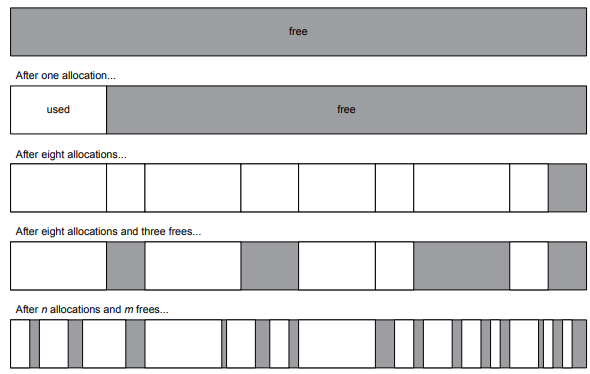 free
After one allocation...
used free
After eight allocations...
After eight allocations and three frees...
After n allocations and m frees...